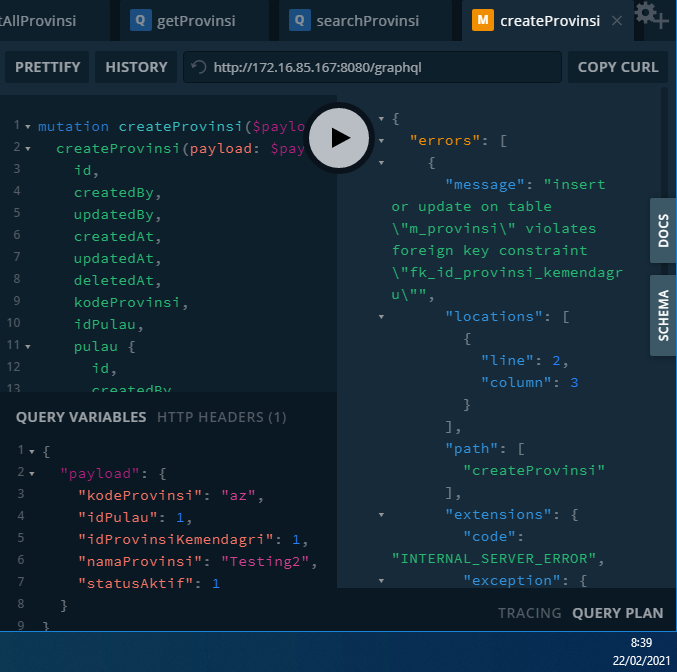 tAllProvinsi
Q getProvinsi
Q searchProvinsi
M createProvinsi
PRETTIFY HISTORY http://172.16.85.167:8080/graphql COPY CURL
1 mutation createProvinsi($paylo
2 createProvinsi(payload: $pay
3 id,
4 createdBy,
5 updatedBy,
6 createdAt,
7 updatedAt,
8 deletedAt,
9 kodeProvinsi,
10 idPulau,
11 pulau {
12 id,
13 createdBy
QUERY VARIABLES HTTP HEADERS (1)
1 {
2 "payload": {
3 "kodeProvinsi": "az",
4 "idPulau": 1,
5 "idProvinsiKemendagri": 1,
6 "namaProvinsi": "Testing2",
7 "statusAktif": 1
8 }
9 }
{
"errors": [
{
"message": "insert
or update on table
\"m_provinsi\" violates
foreign key constraint
\"fk_id_provinsi_kemendagr
u\"",
"locations": [
{
"line": 2,
"column": 3
}
],
"path": [
"createProvinsi"
],
"extensions": {
"code":
"INTERNAL_SERVER_ERROR",
"exception": {
DOCS
SCHEMA
TRACING QUERY PLAN
8:39
22/02/2021